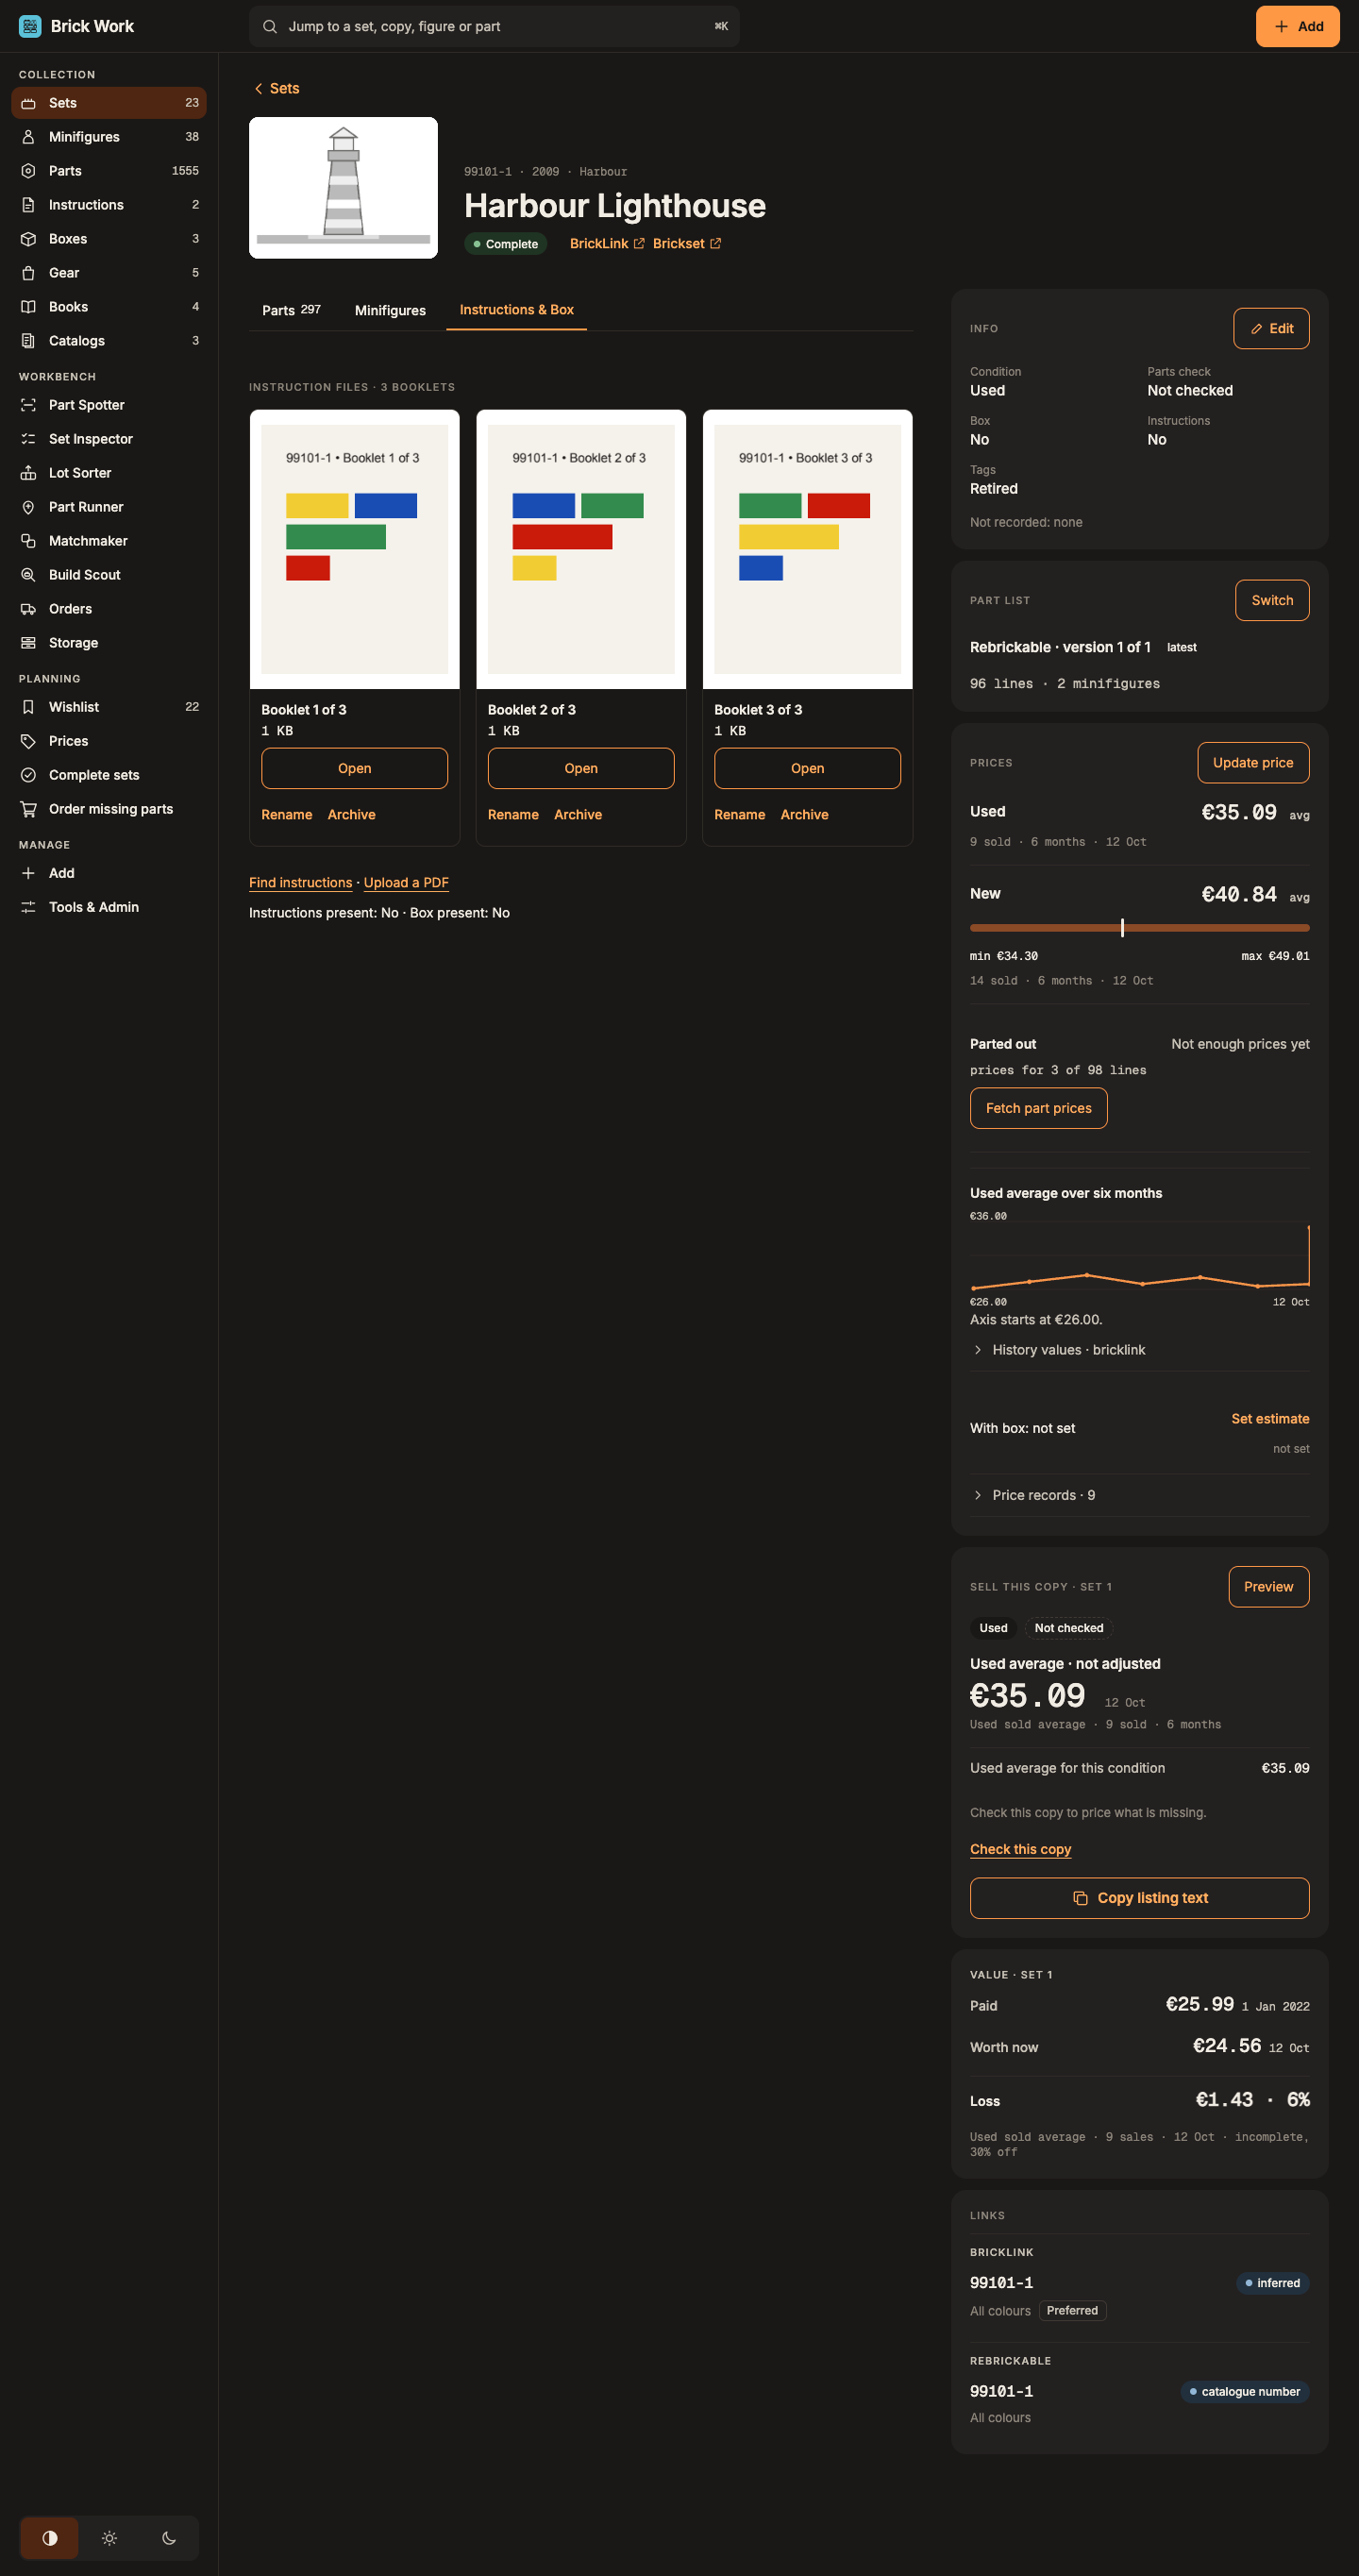 Brick Work
Jump to a set, copy, figure or part
⌘K
Add
COLLECTION
Sets 23
Minifigures 38
Parts 1555
Instructions 2
Boxes 3
Gear 5
Books 4
Catalogs 3
WORKBENCH
Part Spotter
Set Inspector
Lot Sorter
Part Runner
Matchmaker
Build Scout
Orders
Storage
PLANNING
Wishlist 22
Prices
Complete sets
Order missing parts
MANAGE
Add
Tools & Admin
Sets
99101-1 · 2009 · Harbour
Harbour Lighthouse
Complete BrickLink Brickset
Parts 297 Minifigures Instructions & Box
INSTRUCTION FILES · 3 BOOKLETS
99101-1 • Booklet 1 of 3
Booklet 1 of 3
1 KB
Open
Rename Archive
99101-1 • Booklet 2 of 3
Booklet 2 of 3
1 KB
Open
Rename Archive
99101-1 • Booklet 3 of 3
Booklet 3 of 3
1 KB
Open
Rename Archive
Find instructions · Upload a PDF
Instructions present: No · Box present: No
INFO Edit
Condition Parts check
Used Not checked
Box Instructions
No No
Tags
Retired
Not recorded: none
PART LIST Switch
Rebrickable · version 1 of 1 latest
96 lines · 2 minifigures
PRICES Update price
Used €35.09 avg
9 sold · 6 months · 12 Oct
New €40.84 avg
min €34.30 max €49.01
14 sold · 6 months · 12 Oct
Parted out Not enough prices yet
prices for 3 of 98 lines
Fetch part prices
Used average over six months
€36.00
€26.00 12 Oct
Axis starts at €26.00.
History values · bricklink
With box: not set Set estimate
not set
Price records · 9
SELL THIS COPY · SET 1 Preview
Used Not checked
Used average · not adjusted
€35.09 12 Oct
Used sold average · 9 sold · 6 months
Used average for this condition €35.09
Check this copy to price what is missing.
Check this copy
Copy listing text
VALUE · SET 1
Paid €25.99 1 Jan 2022
Worth now €24.56 12 Oct
Loss €1.43 · 6%
Used sold average · 9 sales · 12 Oct · incomplete,
30% off
LINKS
BRICKLINK
99101-1 inferred
All colours Preferred
REBRICKABLE
99101-1 catalogue number
All colours